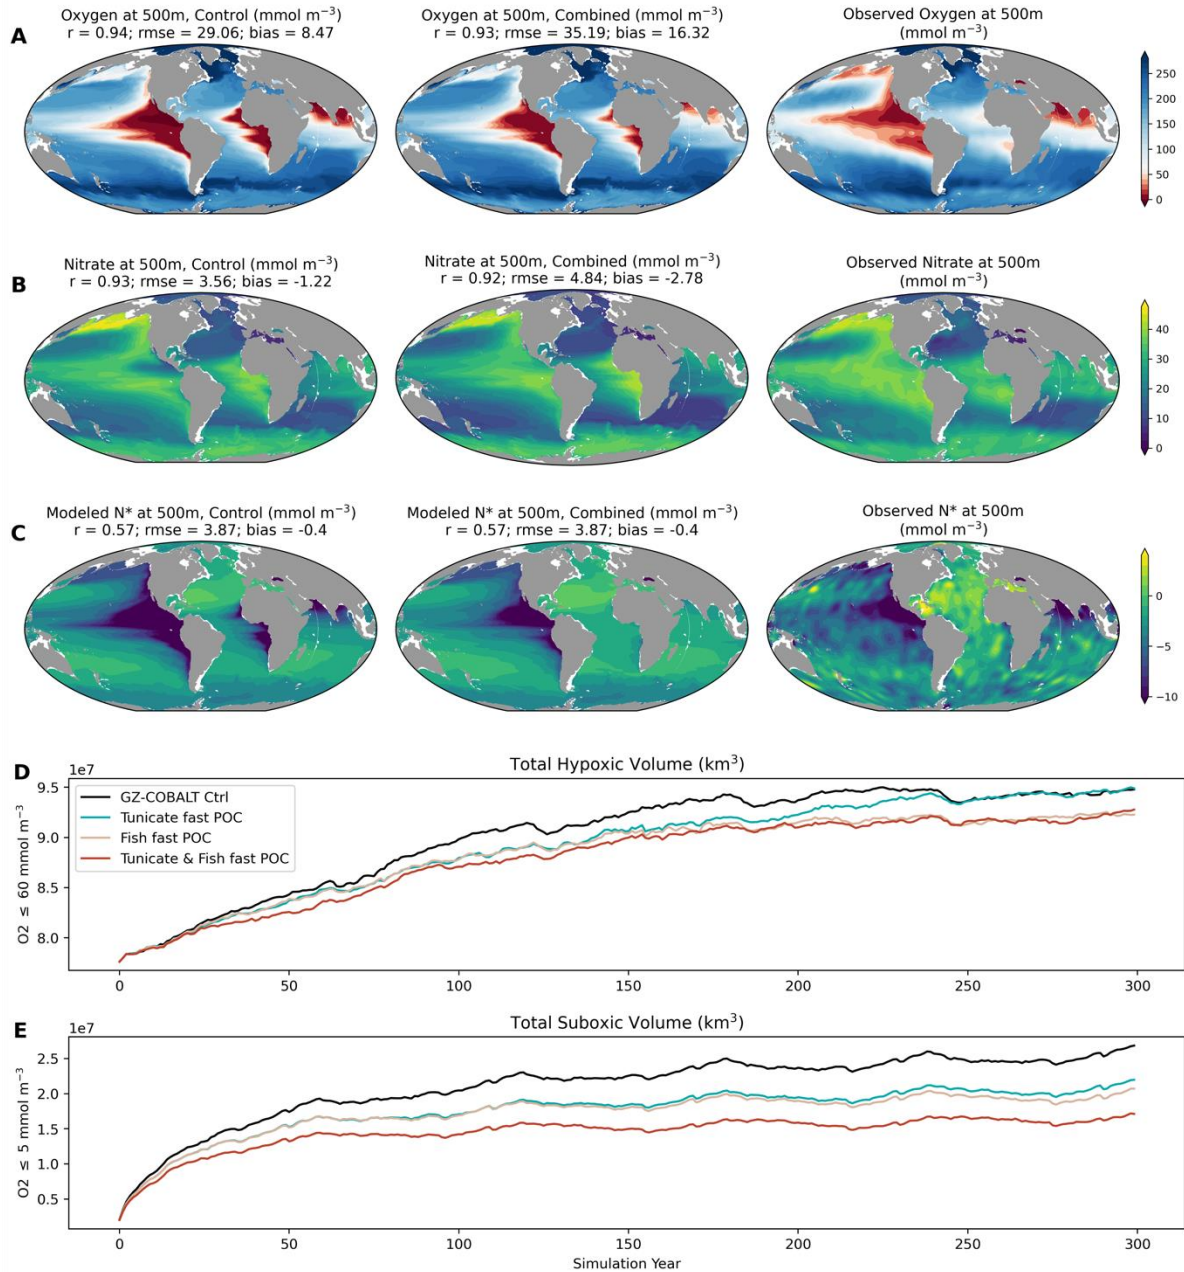 A
Oxygen at 500m, Control (mmol m⁻³)
r = 0.94; rmse = 29.06; bias = 8.47
Oxygen at 500m, Combined (mmol m⁻³)
r = 0.93; rmse = 35.19; bias = 16.32
Observed Oxygen at 500m
(mmol m⁻³)
250
200
150
100
50
0
B
Nitrate at 500m, Control (mmol m⁻³)
r = 0.93; rmse = 3.56; bias = -1.22
Nitrate at 500m, Combined (mmol m⁻³)
r = 0.92; rmse = 4.84; bias = -2.78
Observed Nitrate at 500m
(mmol m⁻³)
40
30
20
10
0
C
Modeled N* at 500m, Control (mmol m⁻³)
r = 0.57; rmse = 3.87; bias = -0.4
Modeled N* at 500m, Combined (mmol m⁻³)
r = 0.57; rmse = 3.87; bias = -0.4
Observed N* at 500m
(mmol m⁻³)
0
−5
−10
D
1e7
Total Hypoxic Volume (km³)
O2 ≤ 60 mmol m⁻³
9.5
9.0
8.5
8.0
GZ-COBALT Ctrl
Tunicate fast POC
Fish fast POC
Tunicate & Fish fast POC
0 50 100 150 200 250 300
E
1e7
Total Suboxic Volume (km³)
O2 ≤ 5 mmol m⁻³
2.5
2.0
1.5
1.0
0.5
0 50 100 150 200 250 300
Simulation Year